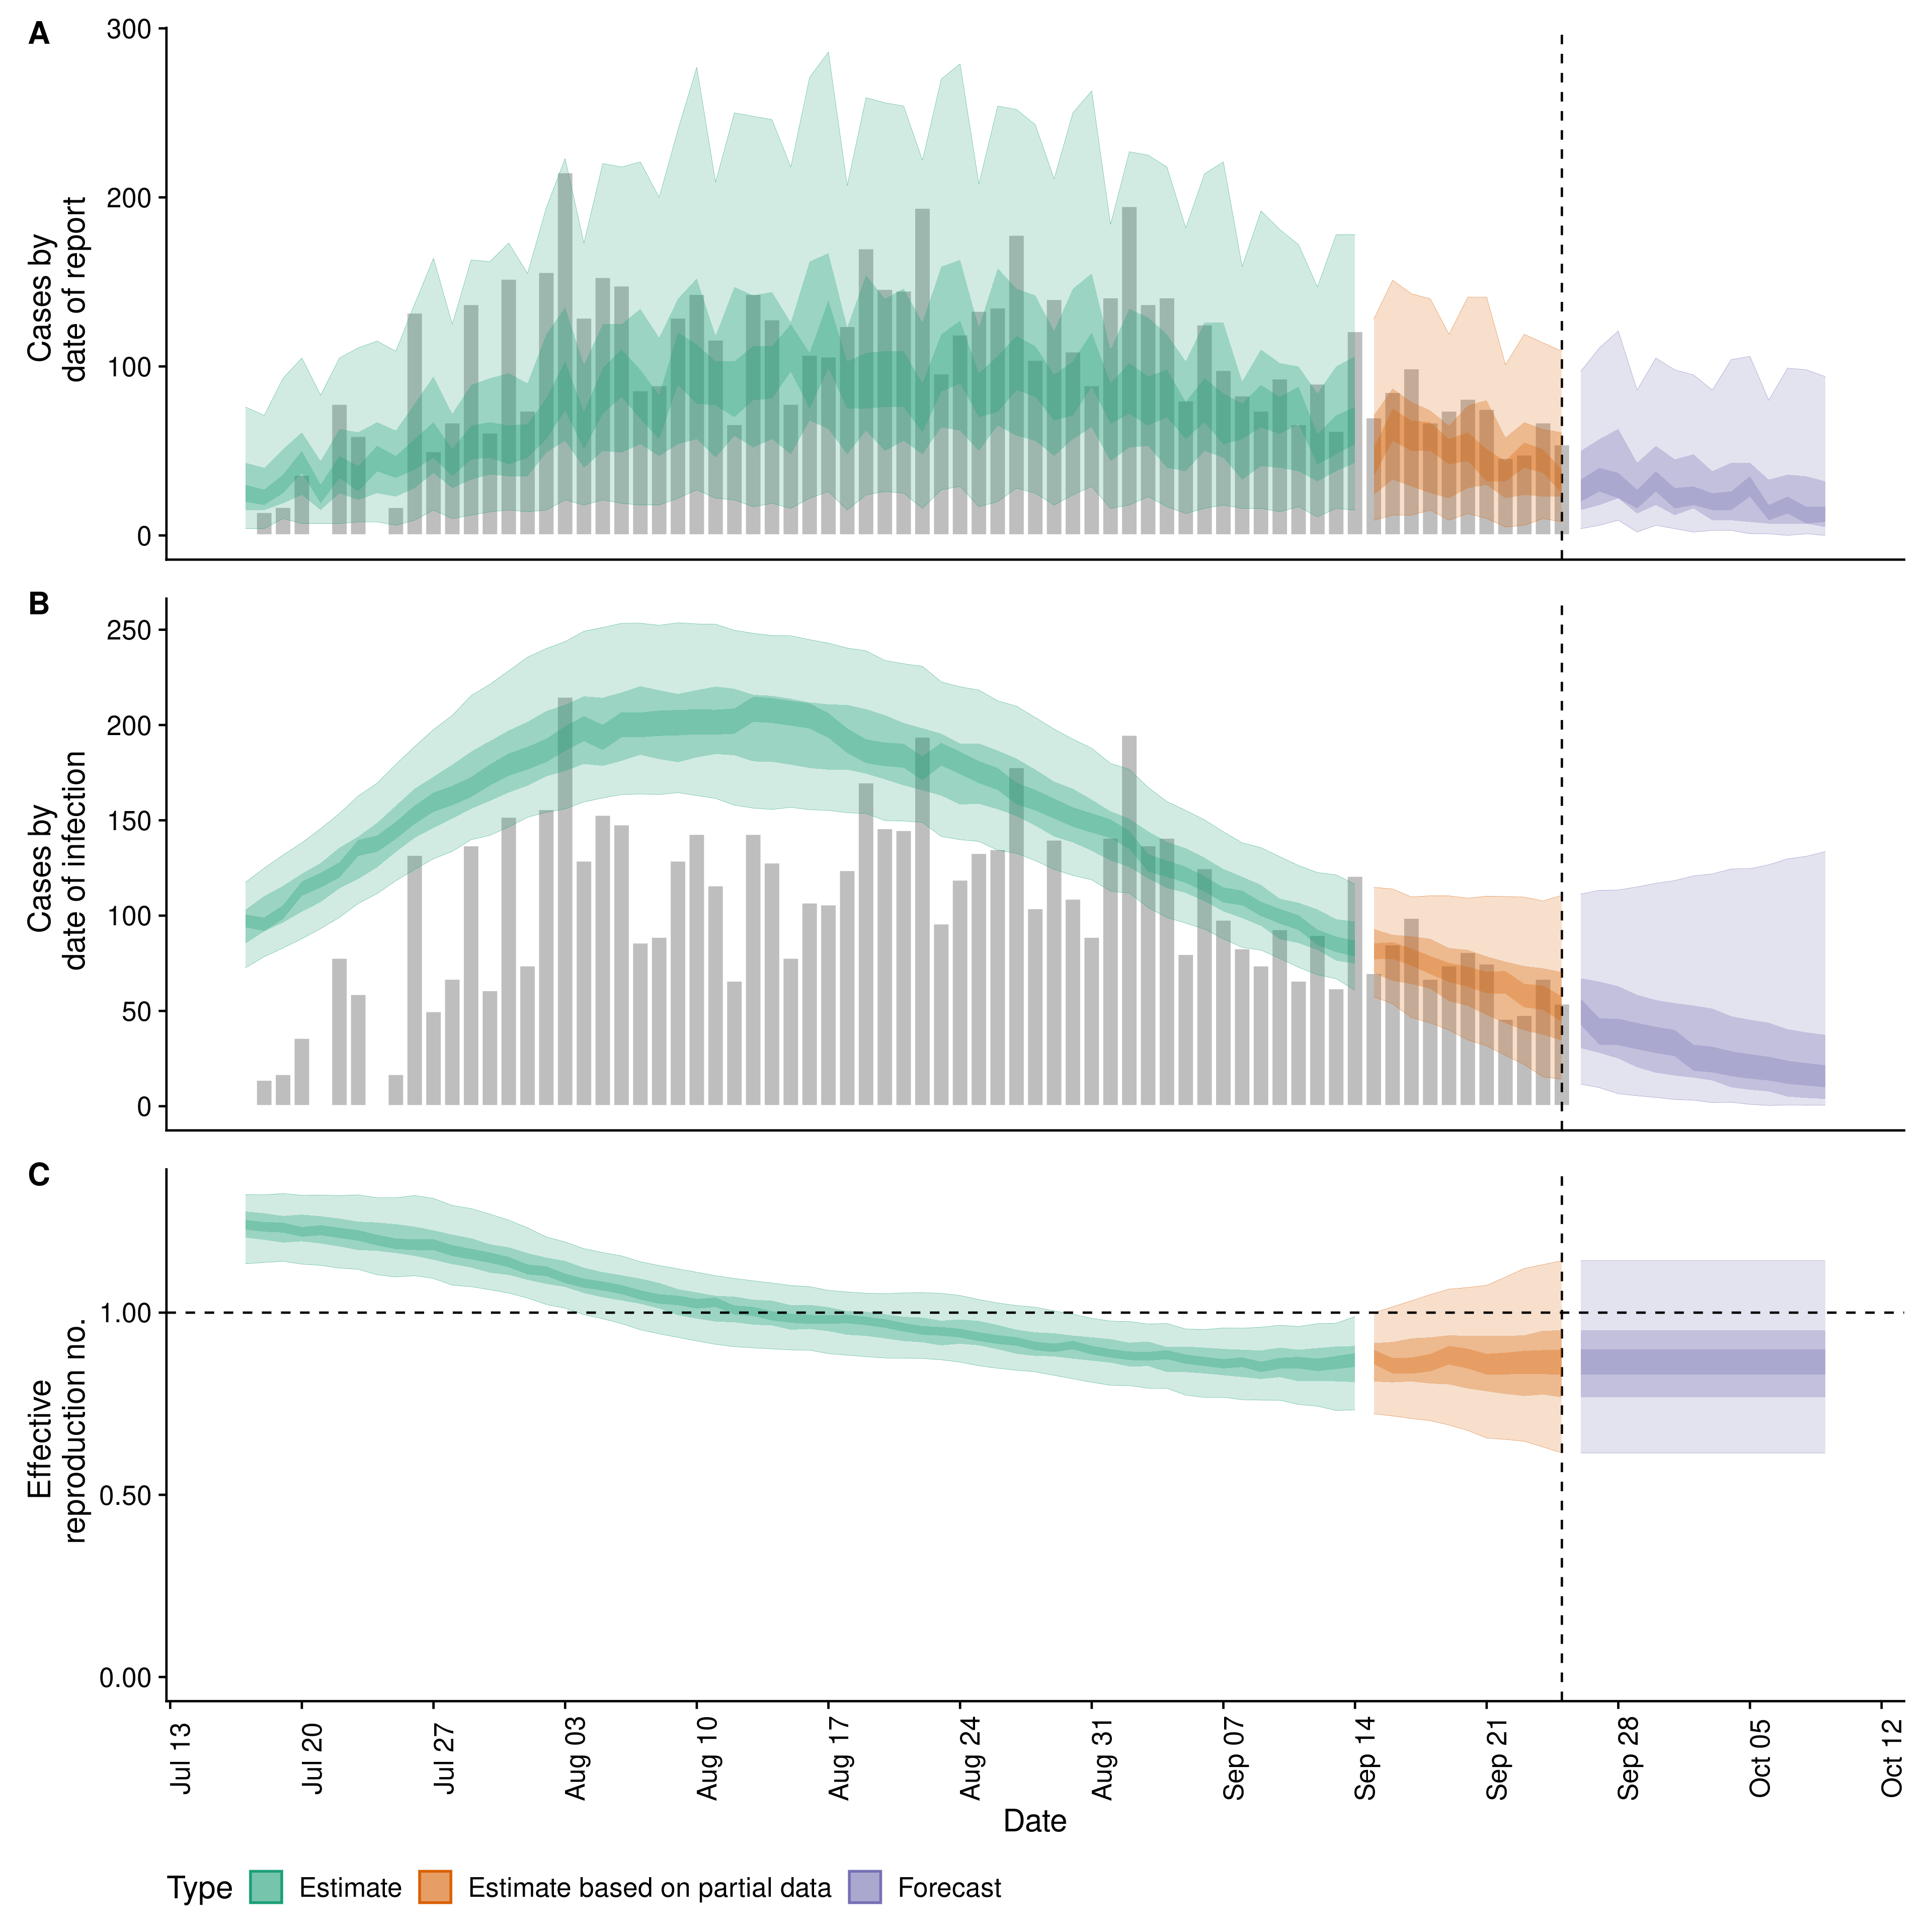 A
300
200
100
0
Cases by
date of report
B
250
200
150
100
50
0
Cases by
date of infection
C
1.00
0.50
0.00
Effective
reproduction no.
Jul 13
Jul 20
Jul 27
Aug 03
Aug 10
Aug 17
Aug 24
Aug 31
Sep 07
Sep 14
Sep 21
Sep 28
Oct 05
Oct 12
Date
Type Estimate Estimate based on partial data Forecast